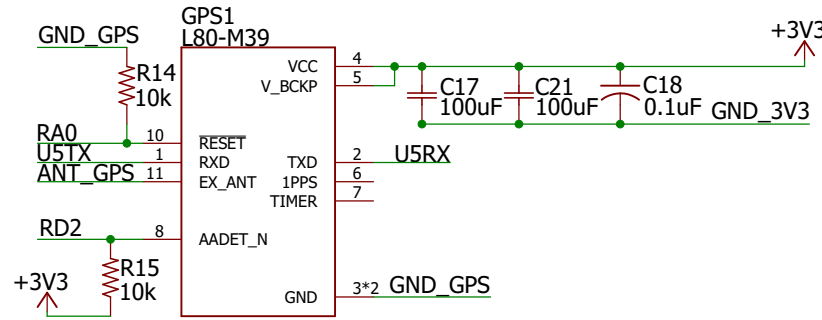 GPS1
L80-M39
GND_GPS
+3V3
R14
10k
VCC
4
V_BCKP
5
C17
100uF
C21
100uF
C18
0.1uF
GND_3V3
RA0
10
RESET
U5TX
1
RXD
TXD
2
U5RX
ANT_GPS
11
EX_ANT
1PPS
6
TIMER
7
RD2
8
AADET_N
R15
10k
+3V3
GND
3*2
GND_GPS